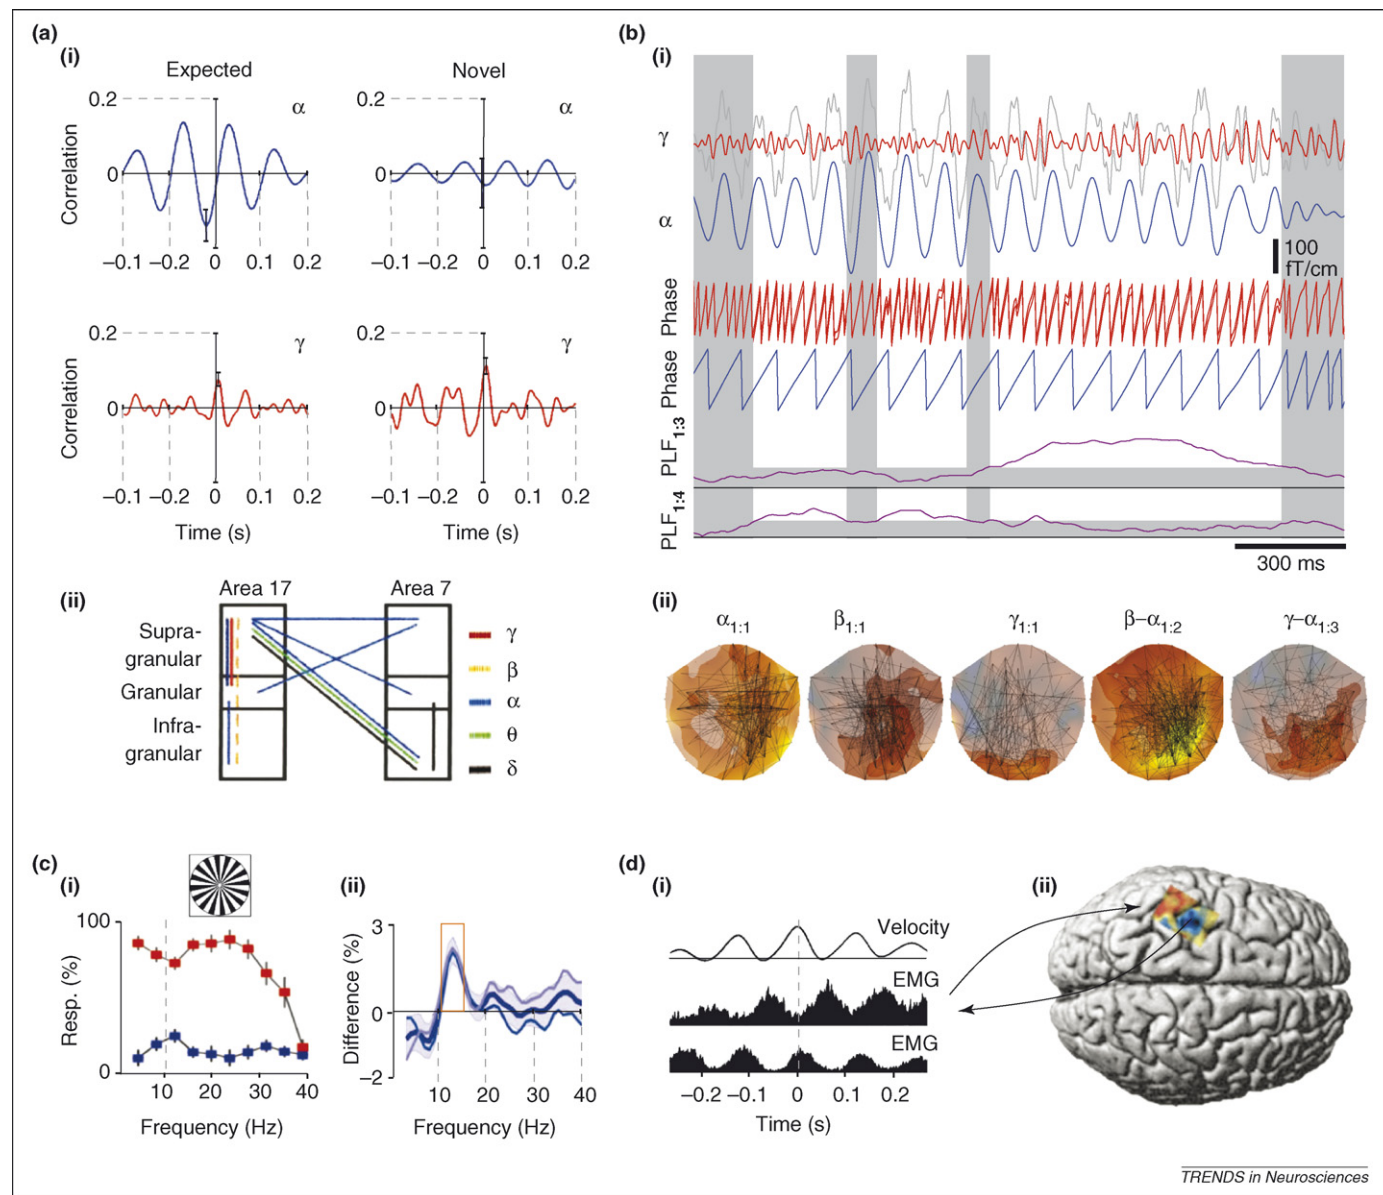 (a)
(i)
Expected
Novel
0.2
α
0.2
α
Correlation
0
0
–0.1 –0.2 0 0.1 0.2
–0.1 –0.2 0 0.1 0.2
0.2
γ
0.2
γ
Correlation
0
0
–0.1 –0.2 0 0.1 0.2
–0.1 –0.2 0 0.1 0.2
Time (s)
Time (s)
(ii)
Area 17
Area 7
Supra-
granular
Granular
Infra-
granular
γ
β
α
θ
δ
(b)
(i)
γ
α
100
fT/cm
Phase
Phase
PLF1:3
PLF1:4
300 ms
(ii)
α1:1
β1:1
γ1:1
β–α1:2
γ–α1:3
(c)
(i)
100
Resp. (%)
0
0 10 20 30 40
Frequency (Hz)
(ii)
3
Difference (%)
0
–2
10 20 30 40
Frequency (Hz)
(d)
(i)
Velocity
EMG
EMG
–0.2 –0.1 0 0.1 0.2
Time (s)
(ii)
TRENDS in Neurosciences